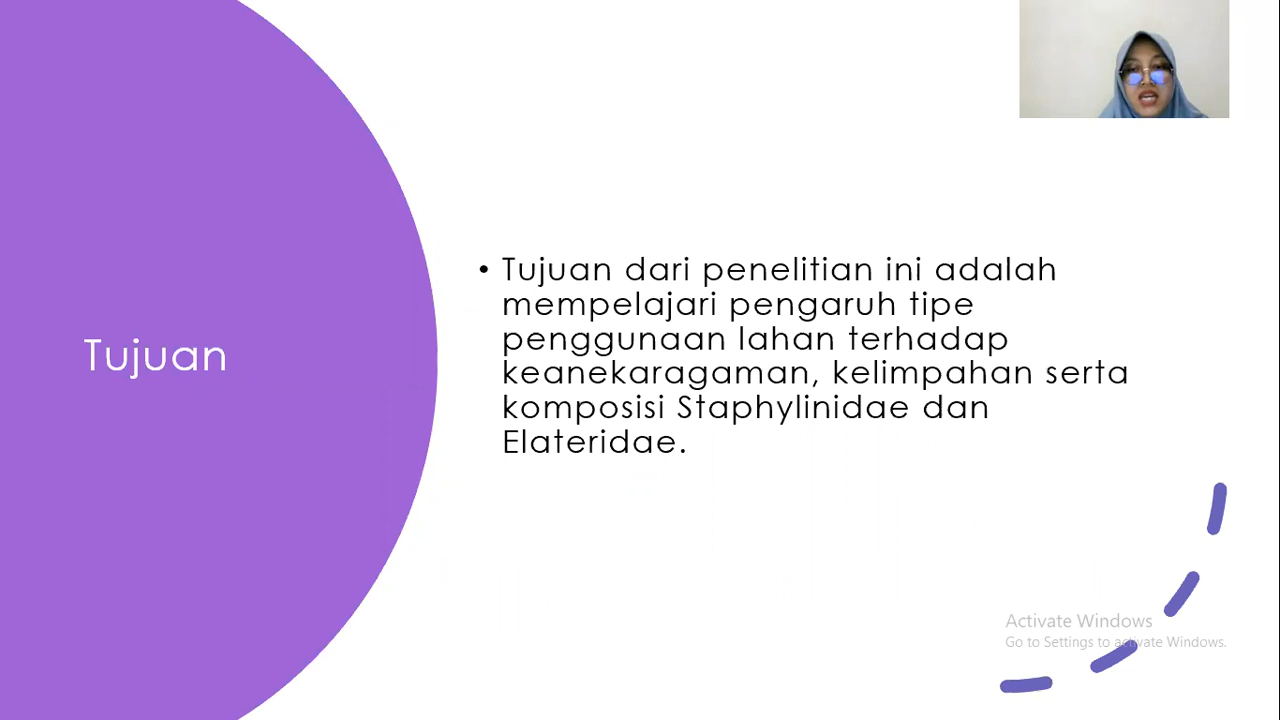 Tujuan
• Tujuan dari penelitian ini adalah
mempelajari pengaruh tipe
penggunaan lahan terhadap
keanekaragaman, kelimpahan serta
komposisi Staphylinidae dan
Elateridae.
Activate Windows
Go to Settings to activate Windows.